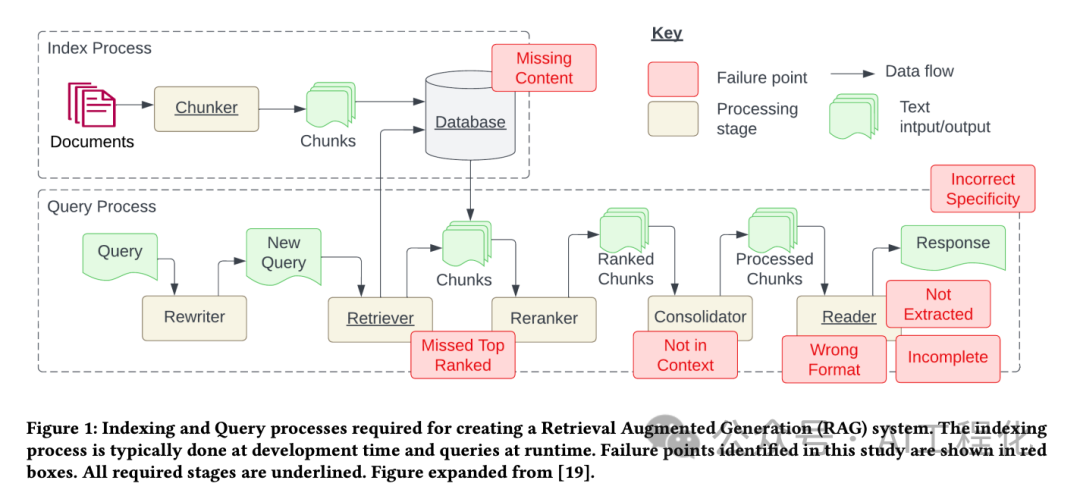 Index Process
Missing
Content
Documents
Chunker
Chunks
Database
Key
Failure point
Data flow
Processing
stage
Text
intput/output
Query Process
Incorrect
Specificity
Query
New
Query
Chunks
Ranked
Chunks
Processed
Chunks
Response
Rewriter
Retriever
Reranker
Consolidator
Reader
Missed Top
Ranked
Not in
Context
Not
Extracted
Wrong
Format
Incomplete
Figure 1: Indexing and Query processes required for creating a Retrieval Augmented Generation (RAG) system. The indexing
process is typically done at development time and queries at runtime. Failure points identified in this study are shown in red
boxes. All required stages are underlined. Figure expanded from [19].
公众号 · AI工程化